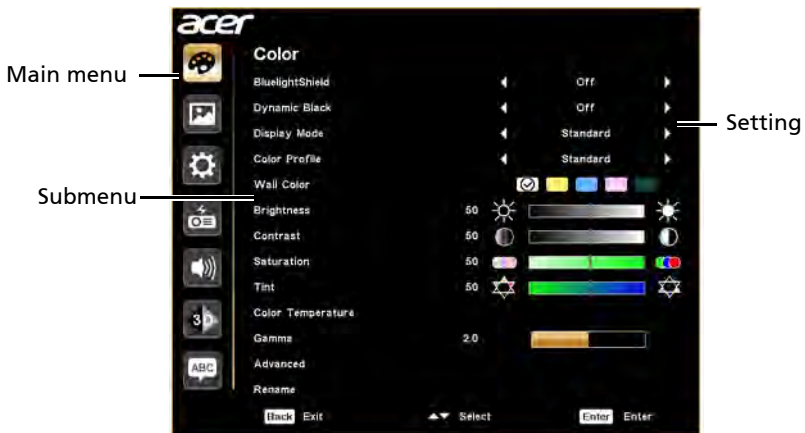 acer
Color
Main menu
BluelightShield Off
Dynamic Black Off
Setting
Display Mode Standard
Color Profile Standard
Wall Color
Submenu
Brightness 50
Contrast 50
Saturation 50
Tint 50
3D
Color Temperature
Gamma 2.0
ABC
Advanced
Rename
Back Exit Select Enter Enter